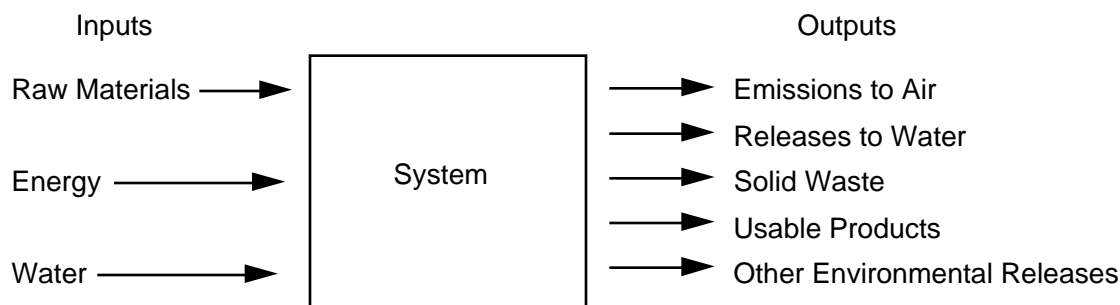 Inputs
Outputs
Raw Materials
Emissions to Air
Releases to Water
Energy
System
Solid Waste
Usable Products
Water
Other Environmental Releases